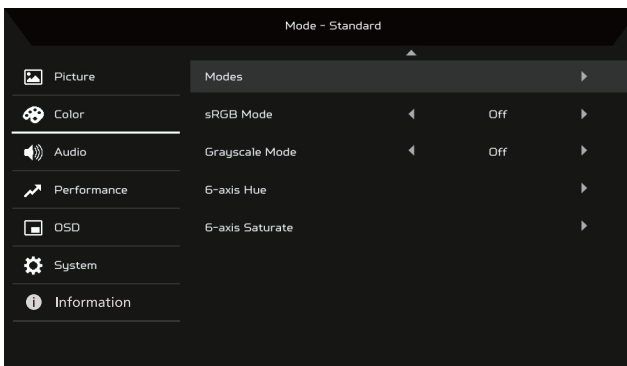 Mode - Standard
Picture
Modes
Color
sRGB Mode
Off
Audio
Grayscale Mode
Off
Performance
6-axis Hue
OSD
6-axis Saturate
System
Information